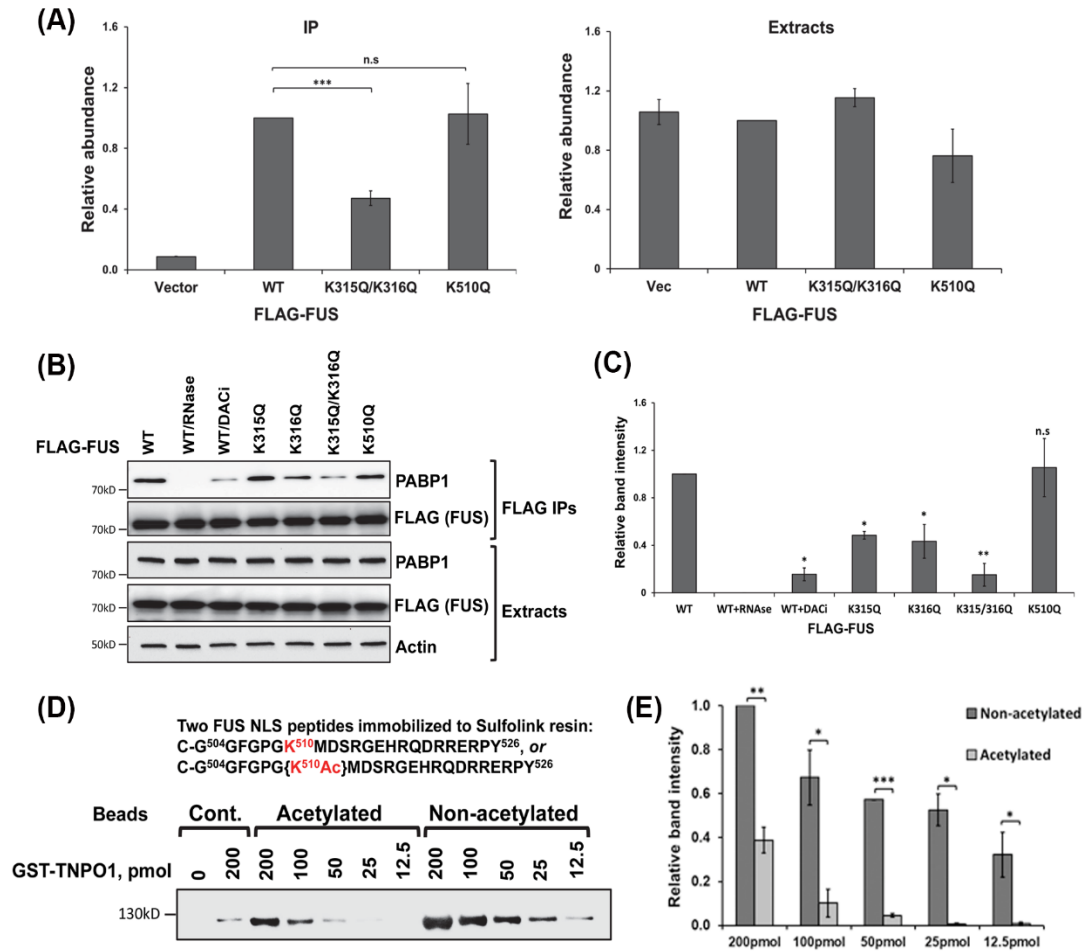 (A)
IP
Relative abundance
1.6
1.2
0.8
0.4
0.0
n.s
***
Vector WT K315Q/K316Q K510Q
FLAG-FUS
Extracts
Relative abundance
1.6
1.2
0.8
0.4
0
Vec WT K315Q/K316Q K510Q
FLAG-FUS
(B)
FLAG-FUS
WT
WT/RNase
WT/DACi
K315Q
K316Q
K315Q/K316Q
K510Q
70kD PABP1
70kD FLAG (FUS)
FLAG IPs
70kD PABP1
70kD FLAG (FUS)
50kD Actin
Extracts
(C)
Relative band intensity
1.6
1.2
0.8
0.4
0
* * * ** n.s
WT WT+RNAse WT+DACi K315Q K316Q K315/316Q K510Q
FLAG-FUS
(D)
Two FUS NLS peptides immobilized to Sulfolink resin:
C-G⁵⁰⁴GFGPGK⁵¹⁰MDSRGEHRQDRRERPY⁵²⁶, or
C-G⁵⁰⁴GFGPG{K⁵¹⁰Ac}MDSRGEHRQDRRERPY⁵²⁶
Beads Cont. Acetylated Non-acetylated
GST-TNPO1, pmol 0 200 200 100 50 25 12.5 200 100 50 25 12.5
130kD
(E)
Relative band intensity
1.0
0.8
0.6
0.4
0.2
0.0
** * *** * *
Non-acetylated
Acetylated
200pmol 100pmol 50pmol 25pmol 12.5pmol